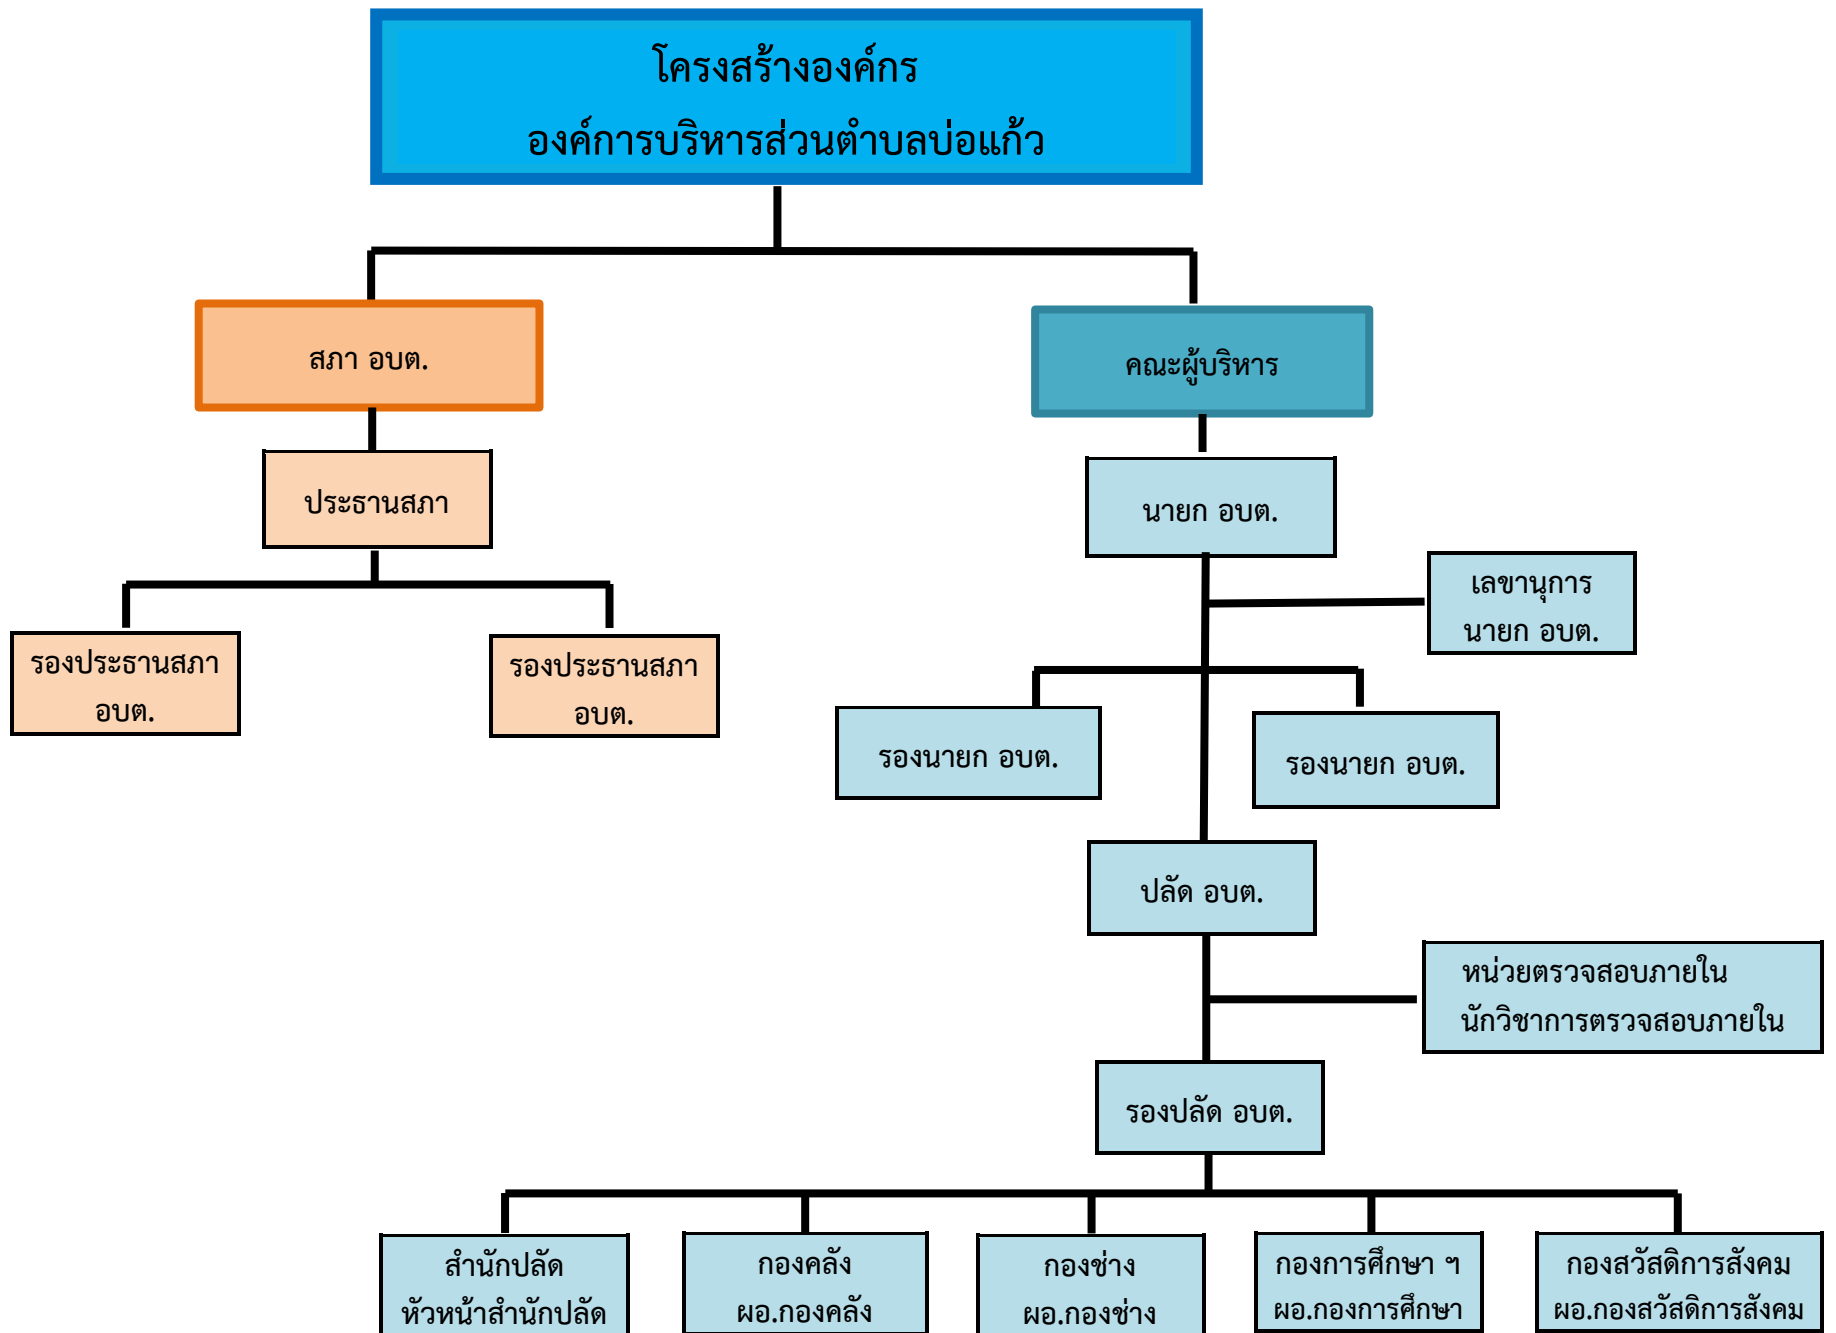 โครงสร้างองค์กร
องค์การบริหารส่วนตำบลบ่อแก้ว
สภา อบต.
คณะผู้บริหาร
ประธานสภา
นายก อบต.
เลขานุการ
นายก อบต.
รองประธานสภา
อบต.
รองประธานสภา
อบต.
รองนายก อบต.
รองนายก อบต.
ปลัด อบต.
หน่วยตรวจสอบภายใน
นักวิชาการตรวจสอบภายใน
รองปลัด อบต.
สำนักปลัด
หัวหน้าสำนักปลัด
กองคลัง
ผอ.กองคลัง
กองช่าง
ผอ.กองช่าง
กองการศึกษา ฯ
ผอ.กองการศึกษา
กองสวัสดิการสังคม
ผอ.กองสวัสดิการสังคม